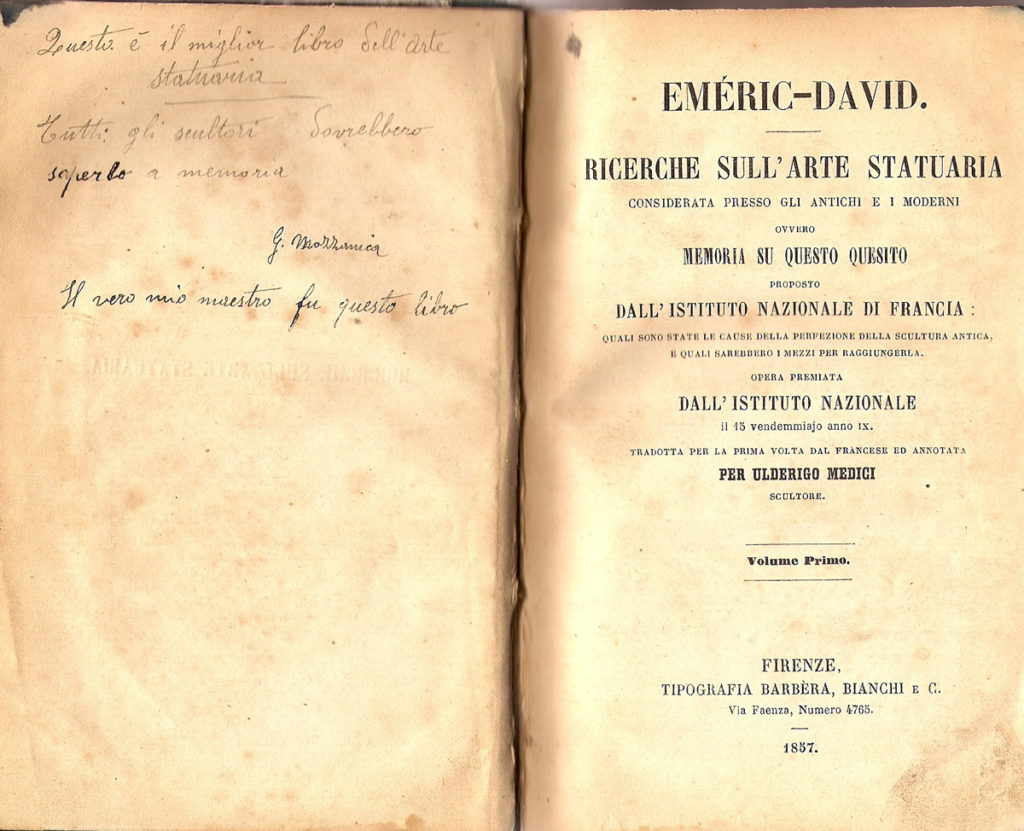 Questo è il miglior libro dell'Arte
statuaria
Tutti gli scultori dovrebbero
saperlo a memoria
G. Mozzanica
Il vero mio maestro fu questo libro
EMÉRIC-DAVID.
RICERCHE SULL'ARTE STATUARIA
CONSIDERATA PRESSO GLI ANTICHI E I MODERNI
OVVERO
MEMORIA SU QUESTO QUESITO
PROPOSTO
DALL'ISTITUTO NAZIONALE DI FRANCIA:
QUALI SONO STATE LE CAUSE DELLA PERFEZIONE DELLA SCULTURA ANTICA,
E QUALI SAREBBERO I MEZZI PER RAGGIUNGERLA.
OPERA PREMIATA
DALL'ISTITUTO NAZIONALE
il 15 vendemmiajo anno IX.
TRADOTTA PER LA PRIMA VOLTA DAL FRANCESE ED ANNOTATA
PER ULDERIGO MEDICI
SCULTORE.
Volume Primo.
FIRENZE,
TIPOGRAFIA BARBÈRA, BIANCHI E C.
Via Faenza, Numero 4765.
1857.